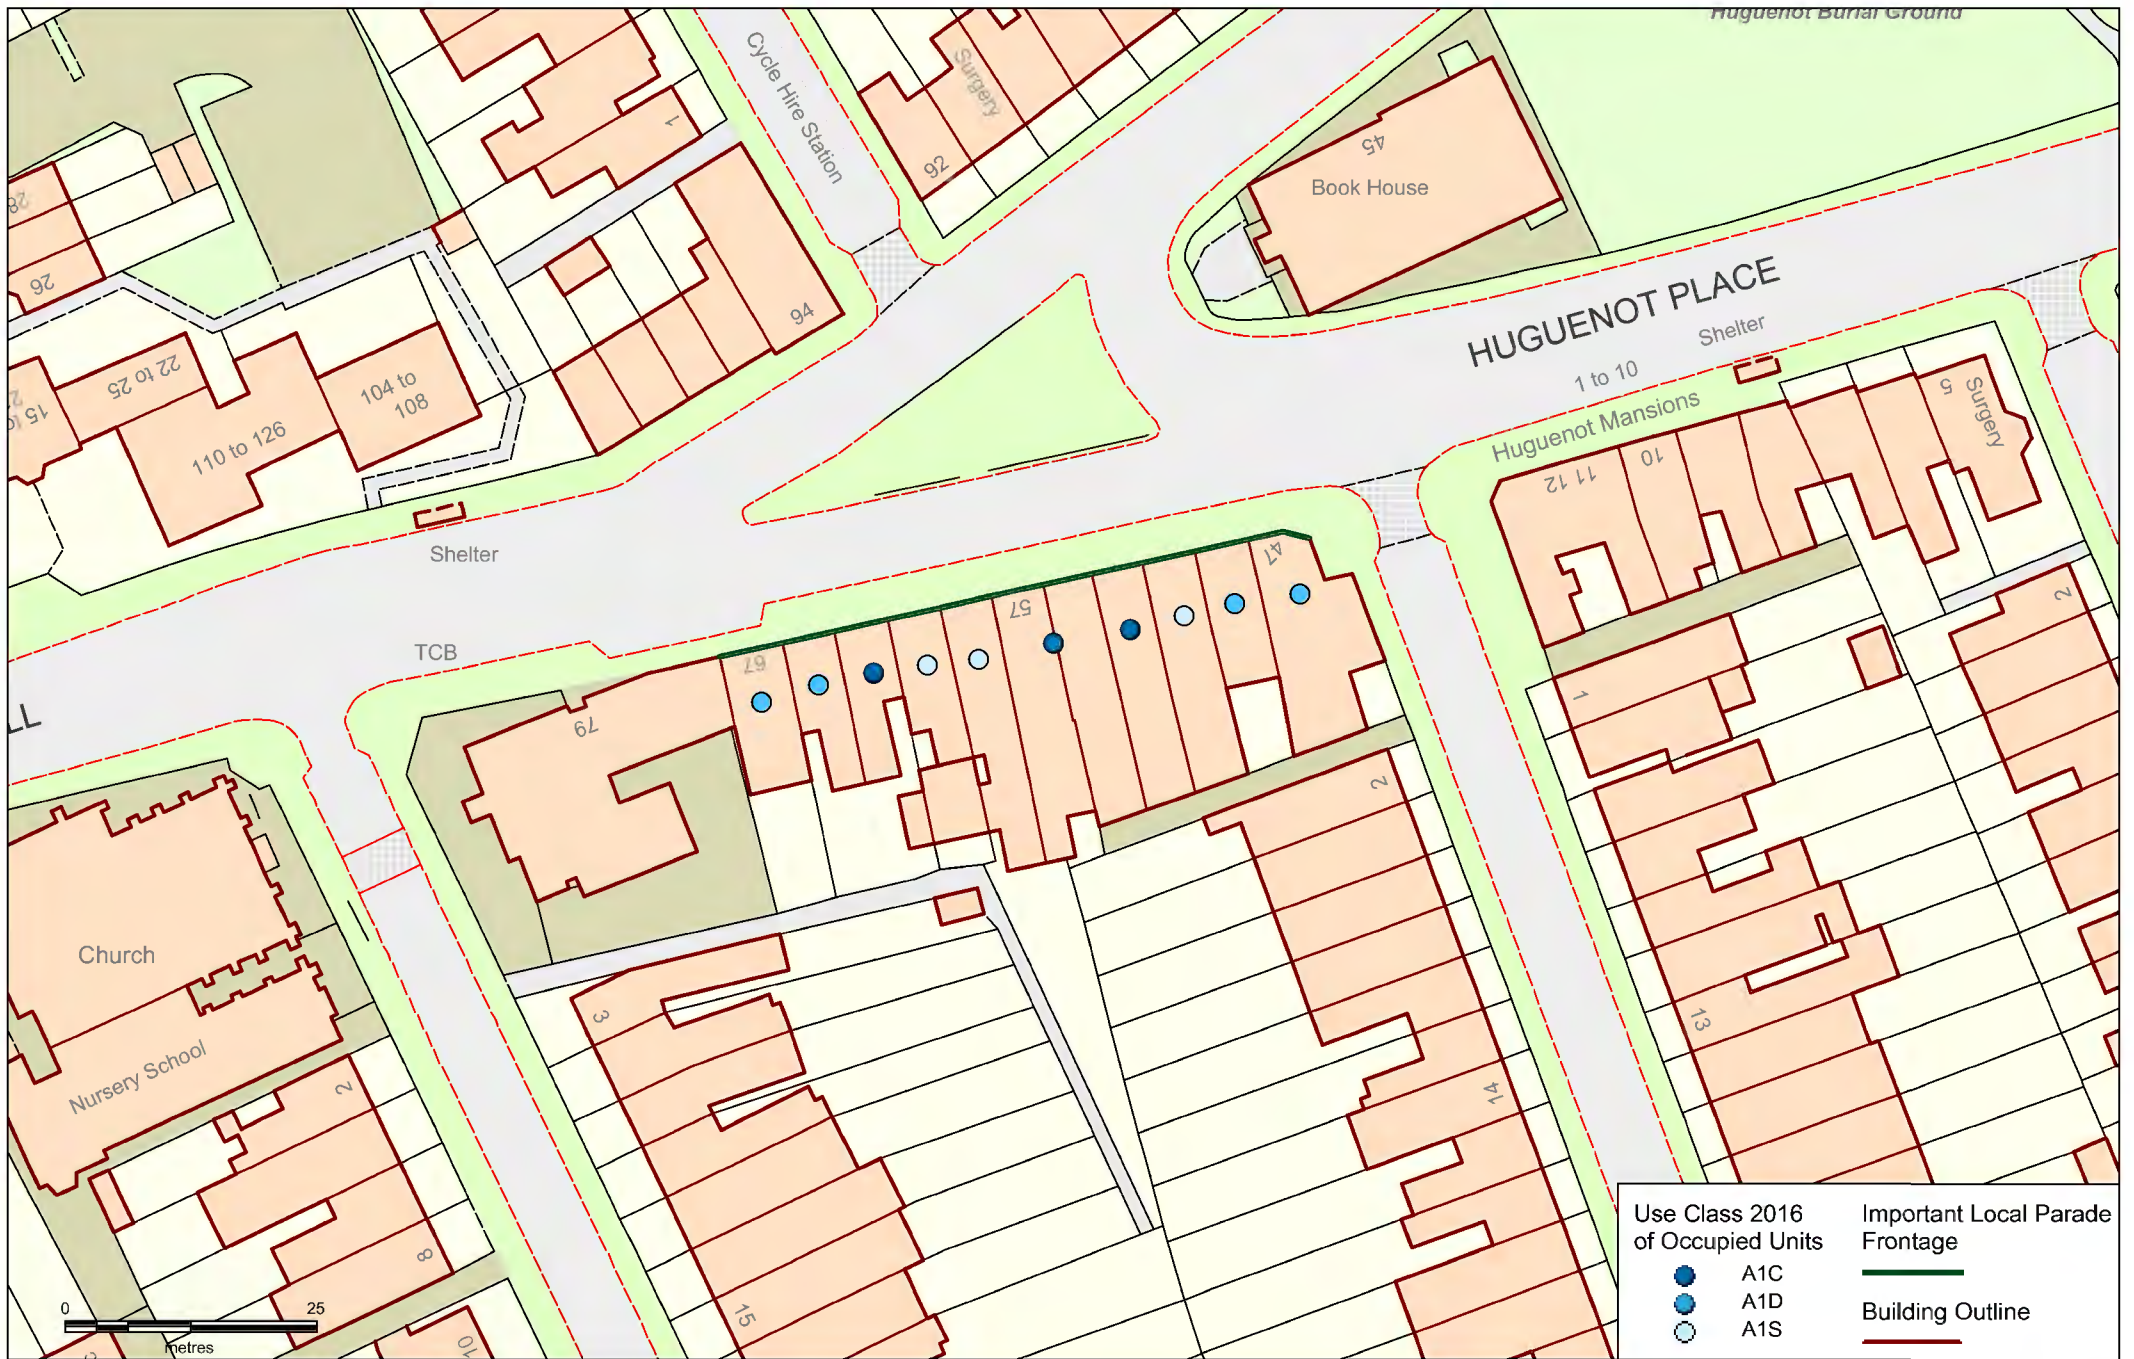 Huguenot Burial Ground
Cycle Hire Station
Surgery
1
26
45
Book House
28
26
94
HUGUENOT PLACE
Shelter
1 to 10
Huguenot Mansions
22 to 25
104 to
108
110 to 126
15
5
Surgery
10
11 12
Shelter
47
57
67
TCB
79
LL
2
1
2
Church
Nursery School
3
13
2
14
8
15
10
0 25
metres
Use Class 2016
of Occupied Units
A1C
A1D
A1S
Important Local Parade
Frontage
Building Outline